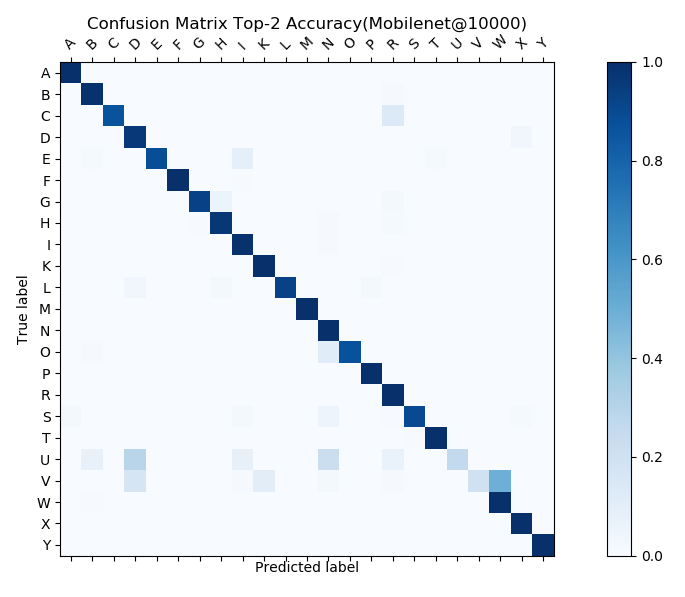 Confusion Matrix Top-2 Accuracy(Mobilenet@10000)
A B C D E F G H I K L M N O P R S T U V W X Y
A
B
C
D
E
F
G
H
I
K
L
M
N
O
P
R
S
T
U
V
W
X
Y
True label
Predicted label
1.0
0.8
0.6
0.4
0.2
0.0